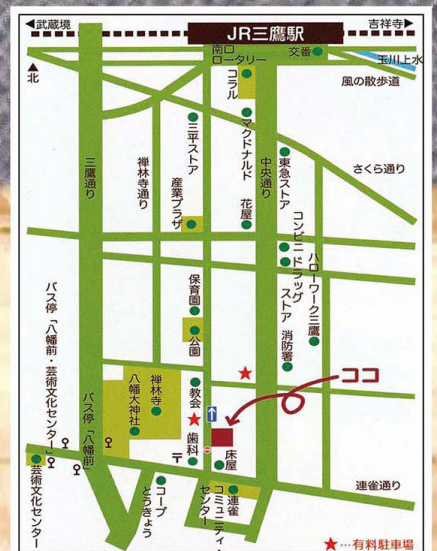 ◀武蔵境
JR三鷹駅
吉祥寺▶
▲
北
南口
ロータリー
交番
玉川上水
風の散歩道
コラル
マクドナルド
三平ストア
三鷹通り
禅林寺通り
中央通り
東急ストア
さくら通り
産業プラザ
花屋
コンビニ
ドラッグ
ストア
ハローワーク三鷹
消防署
保育園
公園
バス停「八幡前・芸術文化センター」
バス停「八幡前」
八幡大神社
禅林寺
教会
歯科
〒
床屋
ココ
連雀通り
芸術文化センター
コープ
とうきょう
連雀
コミュニティ・
センター
★…有料駐車場